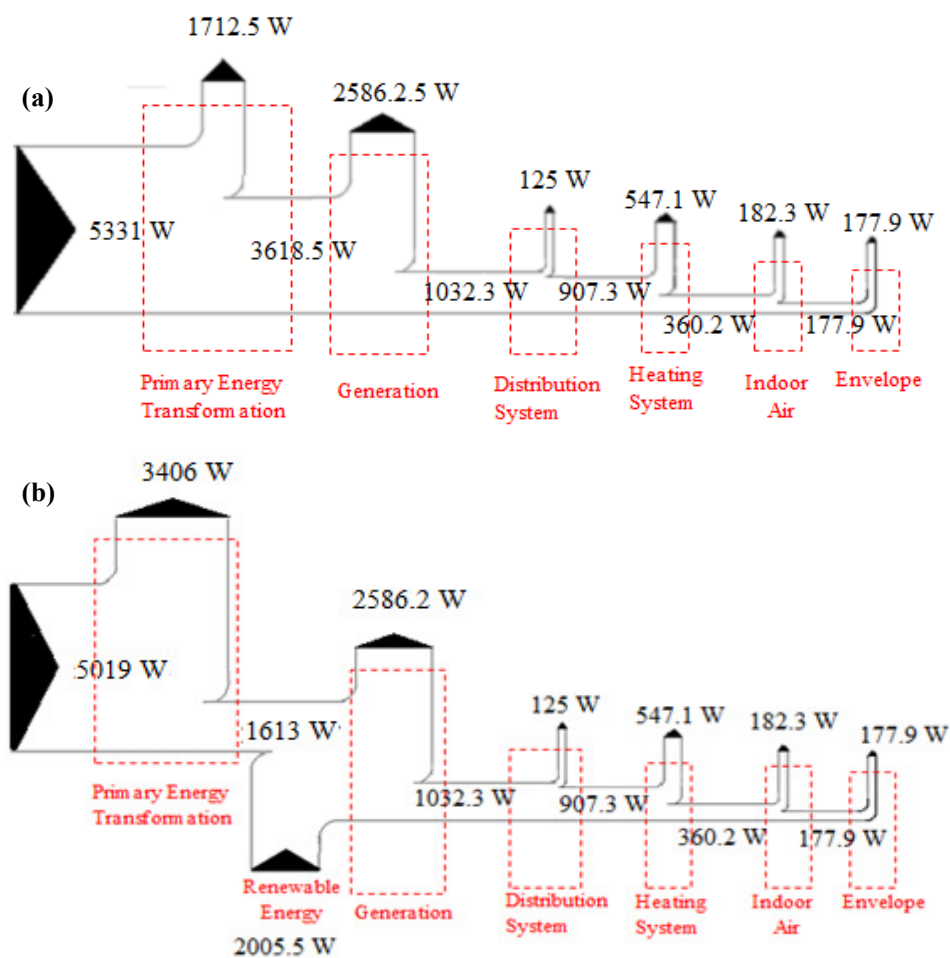 1712.5 W
(a)
2586.2.5 W
125 W
547.1 W
182.3 W
177.9 W
5331 W
3618.5 W
1032.3 W
907.3 W
360.2 W
177.9 W
Primary Energy
Transformation
Generation
Distribution
System
Heating
System
Indoor
Air
Envelope
3406 W
(b)
2586.2 W
125 W
547.1 W
182.3 W
177.9 W
:5019 W
1613 W
1032.3 W
907.3 W
360.2 W
177.9 W
Primary Energy
Transformation
Renewable
Energy
2005.5 W
Generation
Distribution
System
Heating
System
Indoor
Air
Envelope